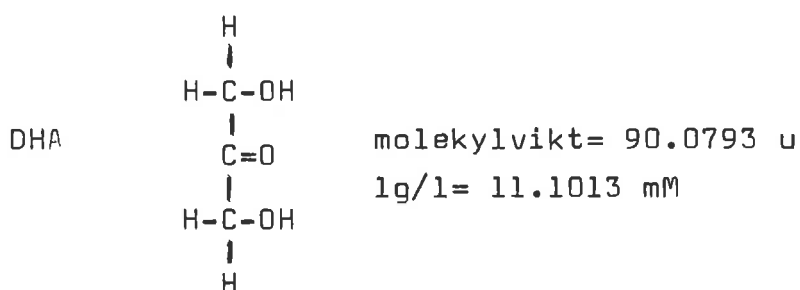 H
H-C-OH
DHA
C=O
molekylvikt= 90.0793 u
1g/l= 11.1013 mM
H-C-OH
H